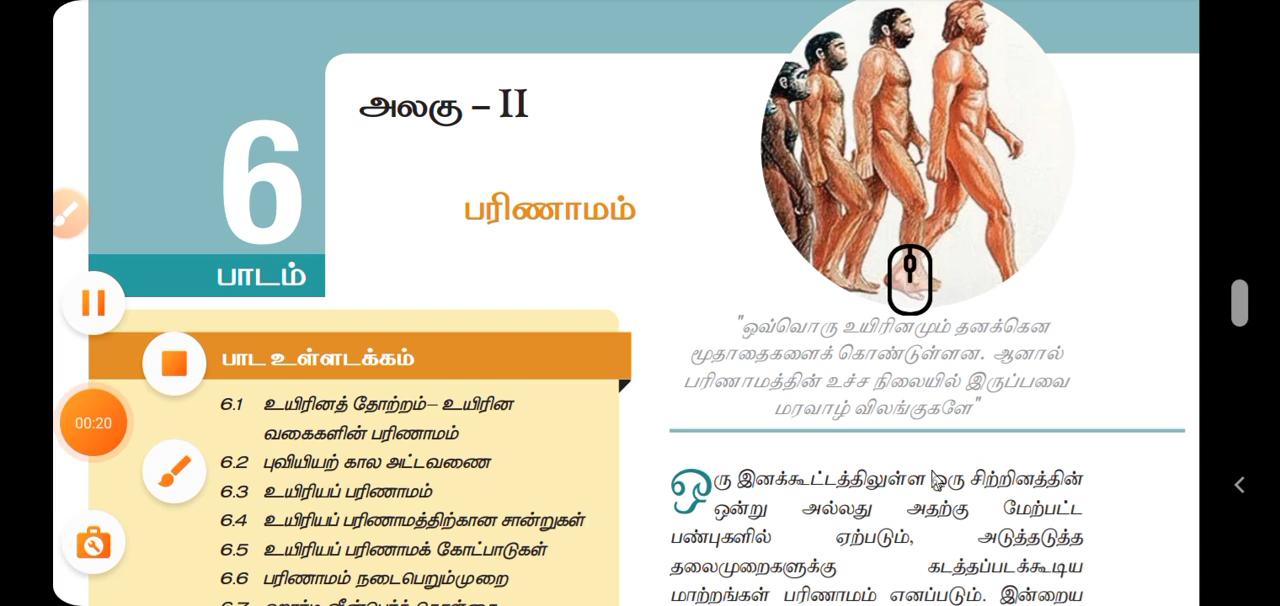 அலகு – II
6
பாடம்
பரிணாமம்
பாட உள்ளடக்கம்
6.1 உயிரினத் தோற்றம்– உயிரின
வகைகளின் பரிணாமம்
6.2 புவியியற் கால அட்டவணை
6.3 உயிரியப் பரிணாமம்
6.4 உயிரியப் பரிணாமத்திற்கான சான்றுகள்
6.5 உயிரியப் பரிணாமக் கோட்பாடுகள்
6.6 பரிணாமம் நடைபெறும்முறை
6.7
"ஒவ்வொரு உயிரினமும் தனக்கென
மூதாதைகளைக் கொண்டுள்ளன. ஆனால்
பரிணாமத்தின் உச்ச நிலையில் இருப்பவை
மரவாழ் விலங்குகளே"
ஒரு இனக்கூட்டத்திலுள்ள ஒரு சிற்றினத்தின்
ஒன்று அல்லது அதற்கு மேற்பட்ட
பண்புகளில் ஏற்படும், அடுத்தடுத்த
தலைமுறைகளுக்கு கடத்தப்படக்கூடிய
மாற்றங்கள் பரிணாமம் எனப்படும். இன்றைய
00:20